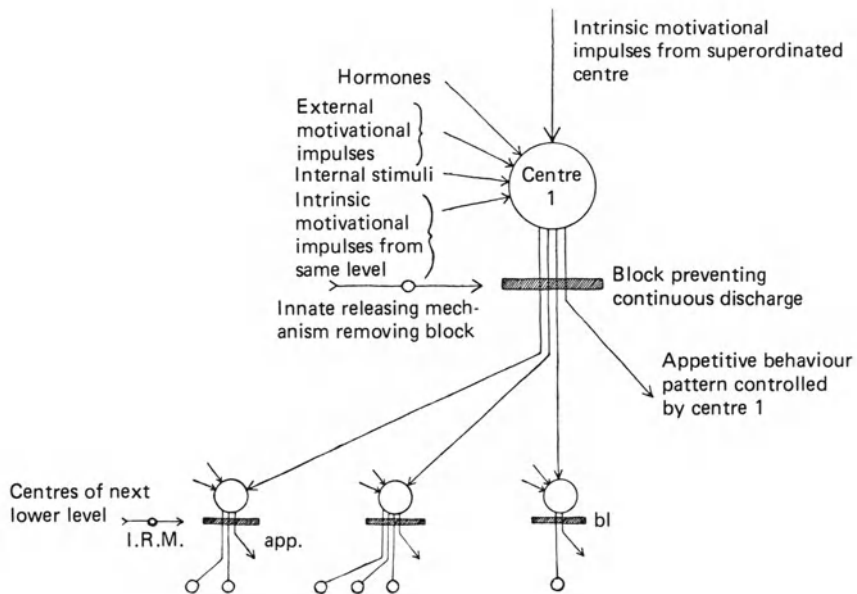 Intrinsic motivational
impulses from superordinated
centre
Hormones
External
motivational
impulses
Internal stimuli
Intrinsic
motivational
impulses from
same level
Centre
1
Innate releasing mech-
anism removing block
Block preventing
continuous discharge
Appetitive behaviour
pattern controlled
by centre 1
Centres of next
lower level
I.R.M.
app.
bl